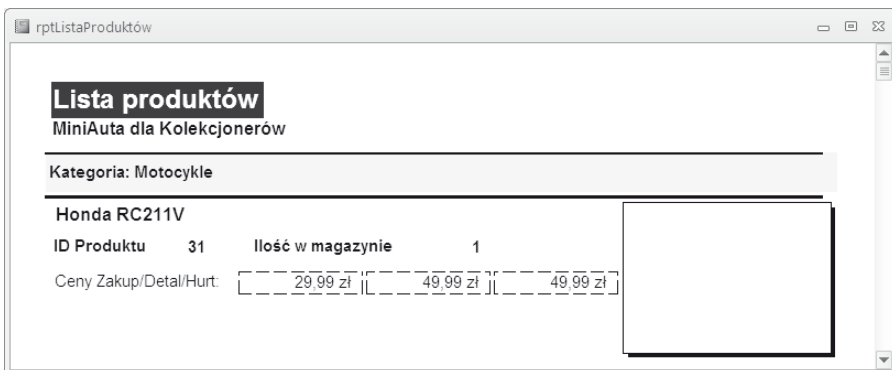 rptListaProduktów
Lista produktów
MiniAuta dla Kolekcjonerów
Kategoria: Motocykle
Honda RC211V
ID Produktu 31 Ilość w magazynie 1
Ceny Zakup/Detal/Hurt: 29,99 zł 49,99 zł 49,99 zł